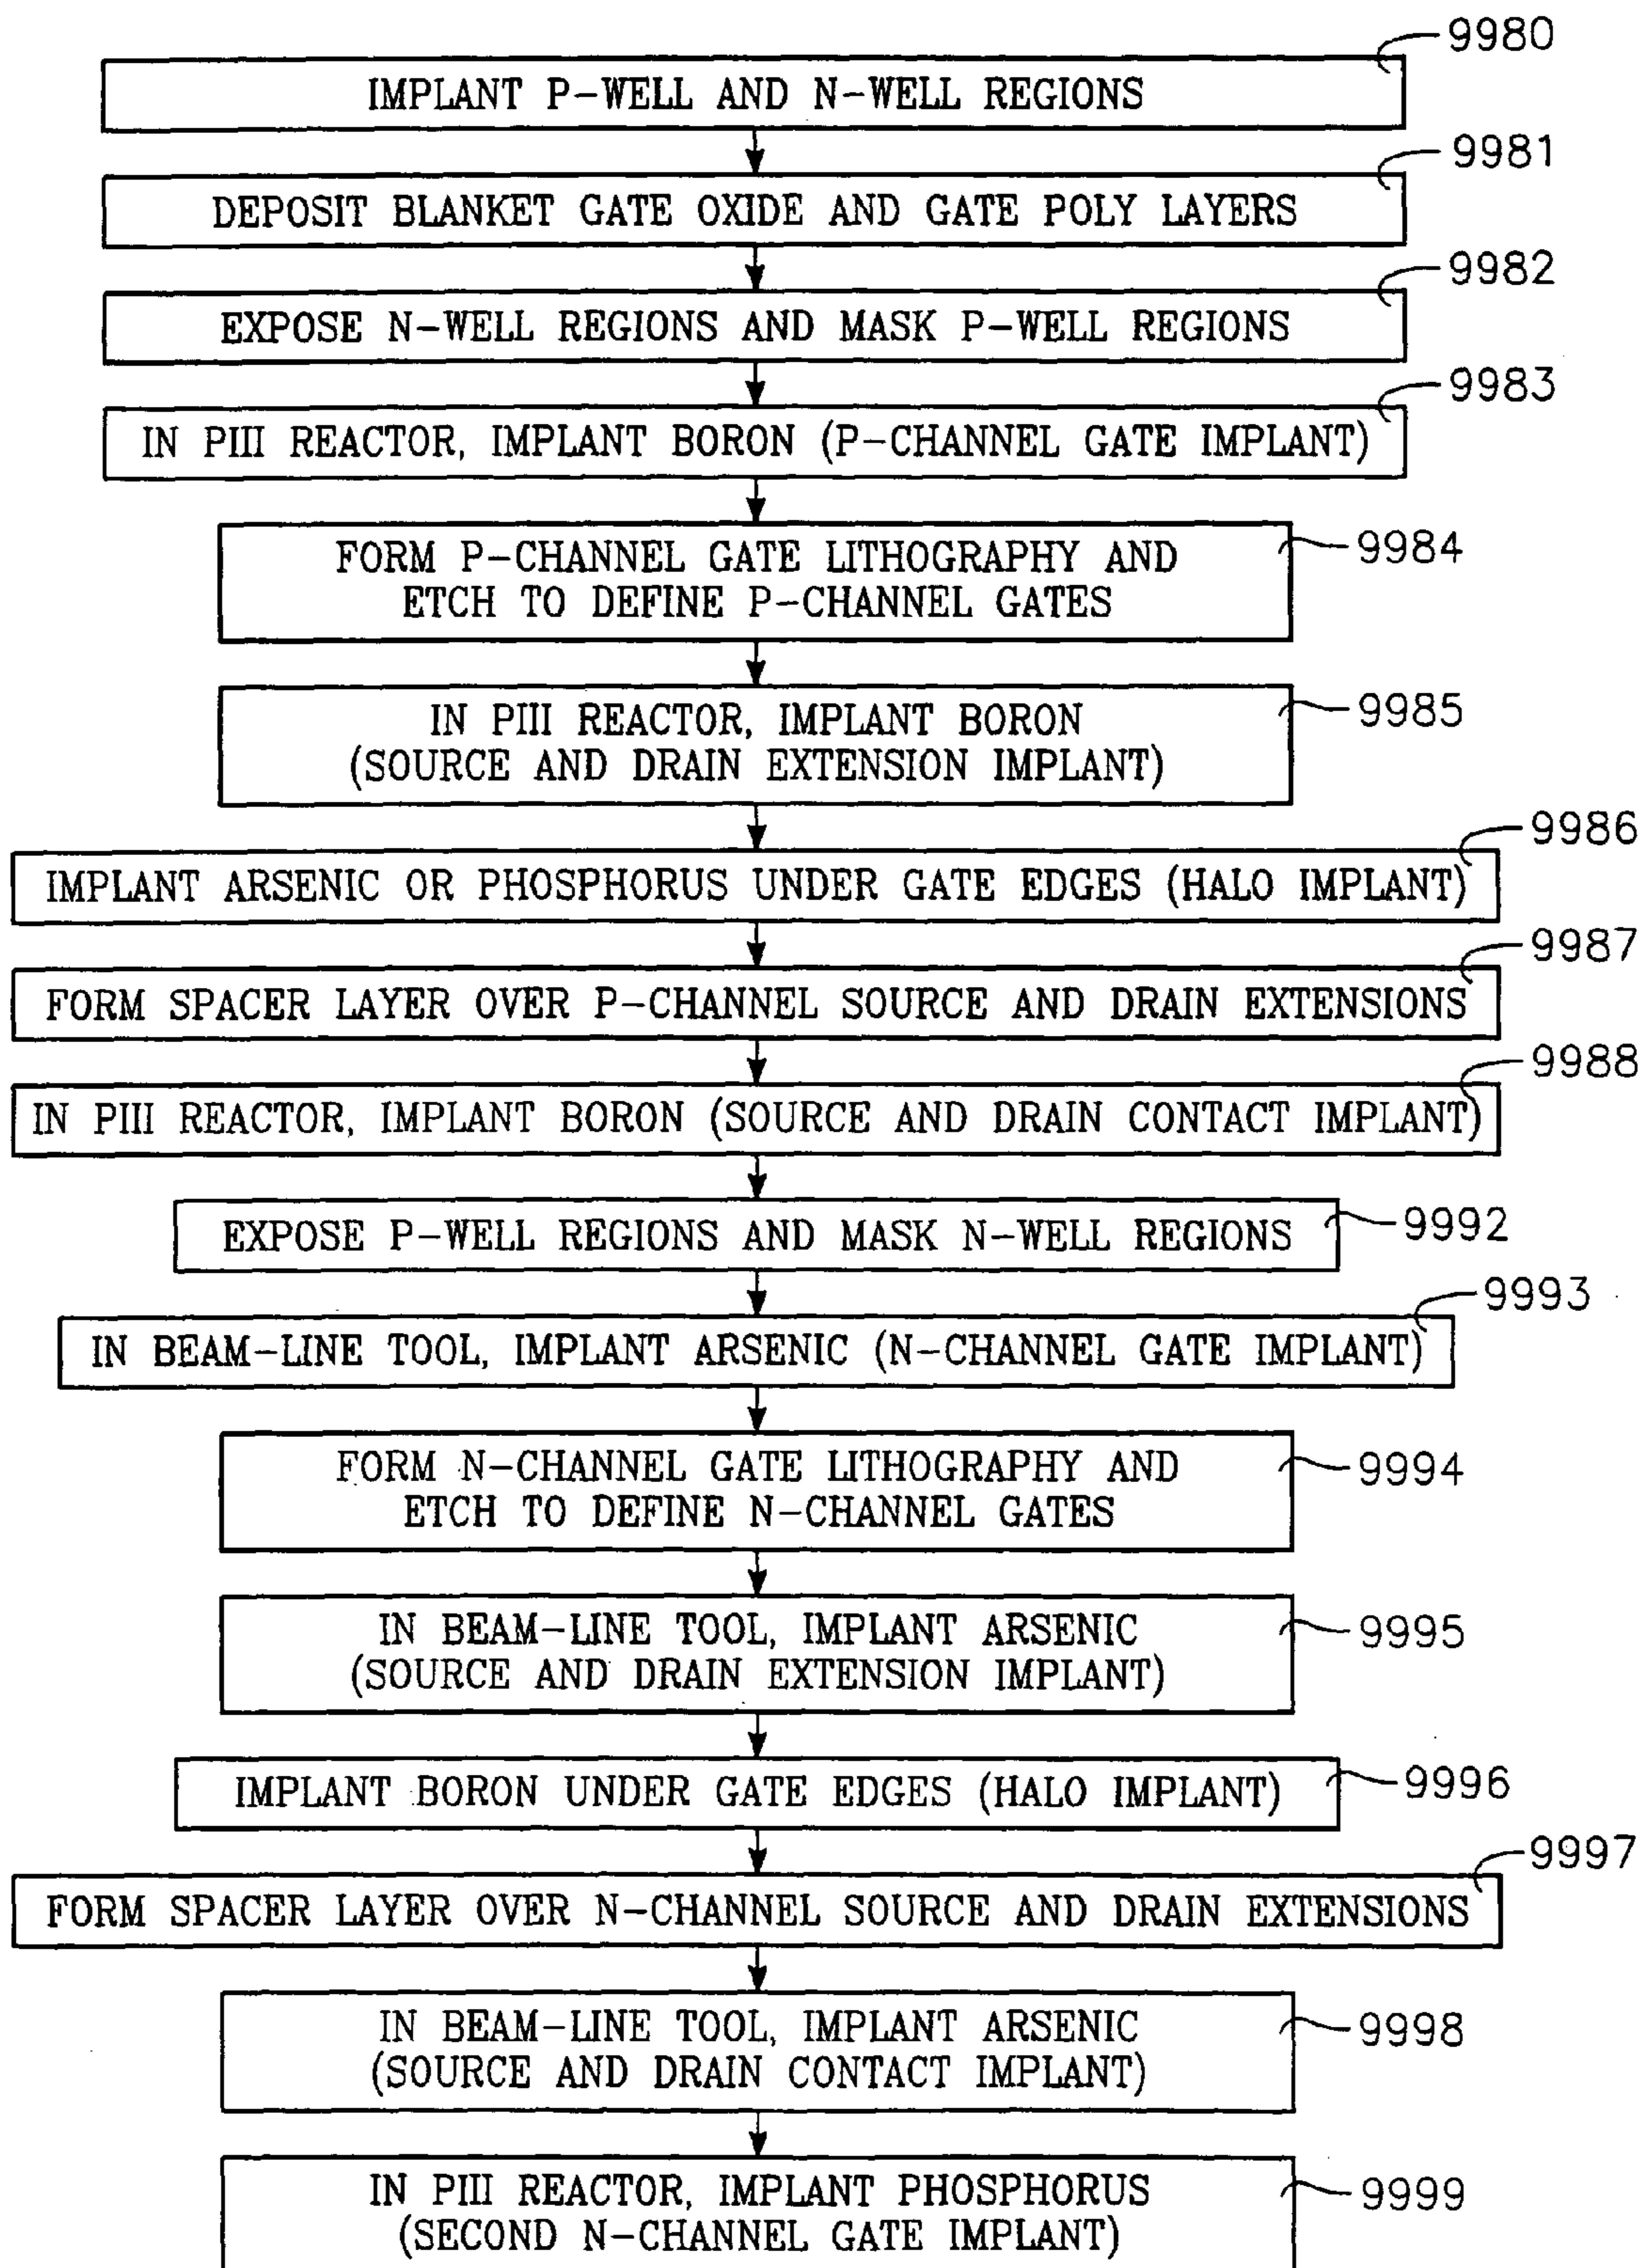 9980
IMPLANT P-WELL AND N-WELL REGIONS
9981
DEPOSIT BLANKET GATE OXIDE AND GATE POLY LAYERS
9982
EXPOSE N-WELL REGIONS AND MASK P-WELL REGIONS
9983
IN PIII REACTOR, IMPLANT BORON (P-CHANNEL GATE IMPLANT)
FORM P-CHANNEL GATE LITHOGRAPHY AND
ETCH TO DEFINE P-CHANNEL GATES
9984
IN PIII REACTOR, IMPLANT BORON
(SOURCE AND DRAIN EXTENSION IMPLANT)
9985
9986
IMPLANT ARSENIC OR PHOSPHORUS UNDER GATE EDGES (HALO IMPLANT)
9987
FORM SPACER LAYER OVER P-CHANNEL SOURCE AND DRAIN EXTENSIONS
9988
IN PIII REACTOR, IMPLANT BORON (SOURCE AND DRAIN CONTACT IMPLANT)
EXPOSE P-WELL REGIONS AND MASK N-WELL REGIONS
9992
9993
IN BEAM-LINE TOOL, IMPLANT ARSENIC (N-CHANNEL GATE IMPLANT)
FORM N-CHANNEL GATE LITHOGRAPHY AND
ETCH TO DEFINE N-CHANNEL GATES
9994
IN BEAM-LINE TOOL, IMPLANT ARSENIC
(SOURCE AND DRAIN EXTENSION IMPLANT)
9995
IMPLANT BORON UNDER GATE EDGES (HALO IMPLANT)
9996
9997
FORM SPACER LAYER OVER N-CHANNEL SOURCE AND DRAIN EXTENSIONS
IN BEAM-LINE TOOL, IMPLANT ARSENIC
(SOURCE AND DRAIN CONTACT IMPLANT)
9998
IN PIII REACTOR, IMPLANT PHOSPHORUS
(SECOND N-CHANNEL GATE IMPLANT)
9999